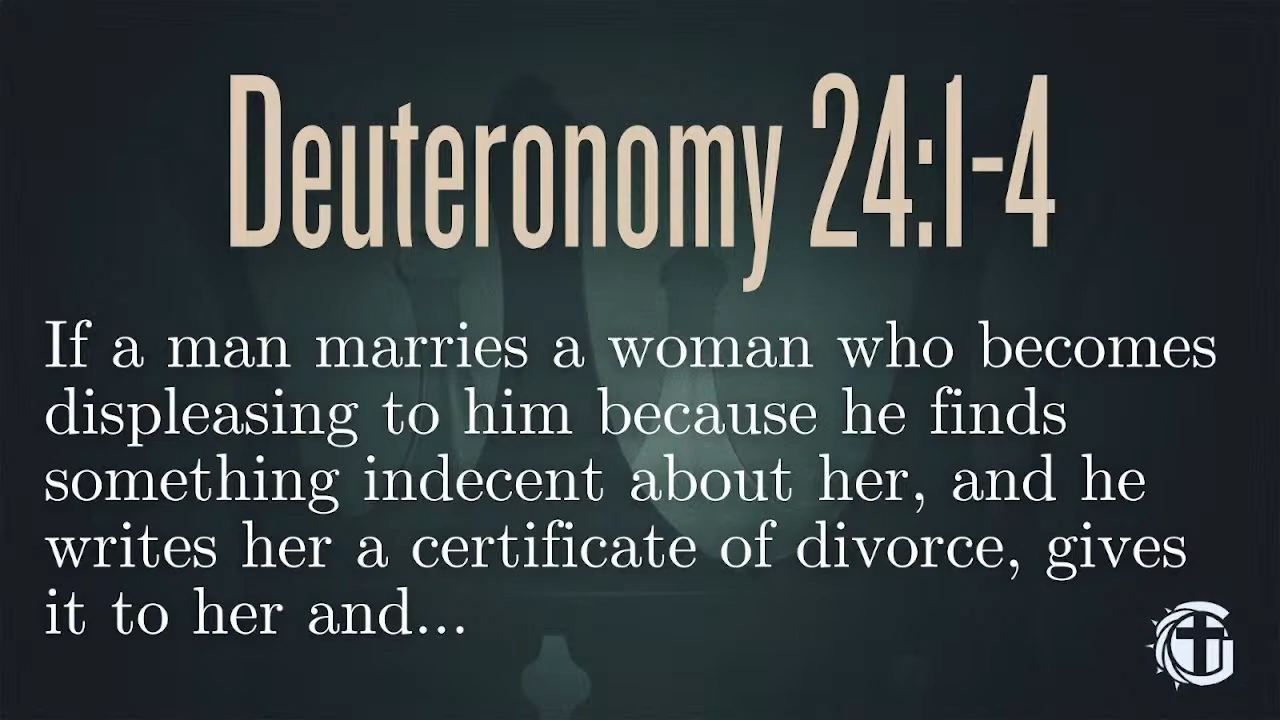 Deuteronomy 24:1-4
If a man marries a woman who becomes
displeasing to him because he finds
something indecent about her, and he
writes her a certificate of divorce, gives
it to her and...